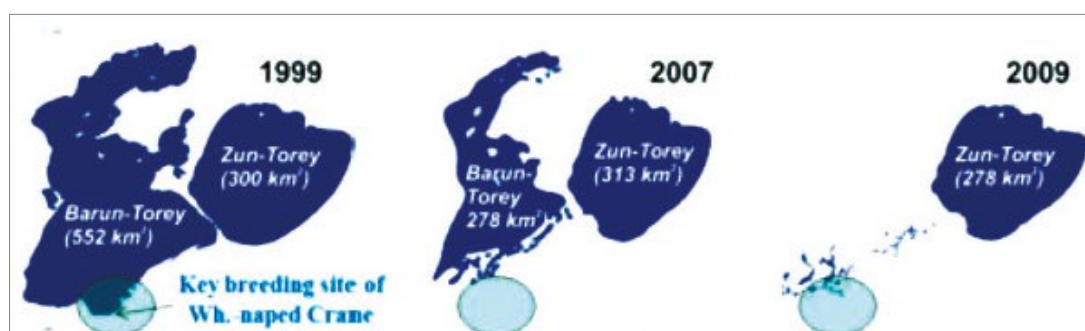 1999
Zun-Torey
(300 km²)
Barun-Torey
(552 km²)
Key breeding site of
Wh. -naped Crane
2007
Zun-Torey
(313 km²)
Barun-
Torey
278 km²)
2009
Zun-Torey
(278 km²)